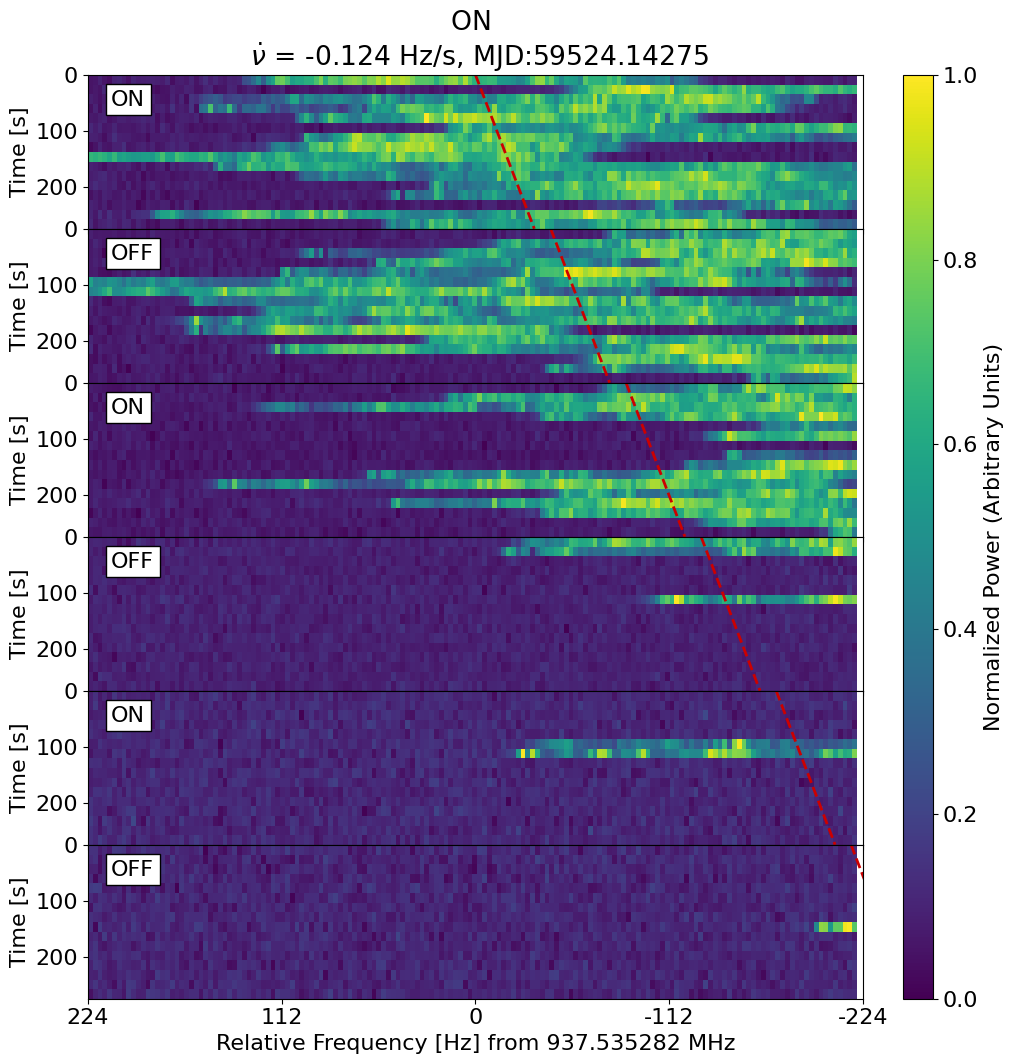 ON
ν̇ = -0.124 Hz/s, MJD:59524.14275
0
100
200
Time [s]
ON
0
100
200
Time [s]
OFF
0
100
200
Time [s]
ON
0
100
200
Time [s]
OFF
0
100
200
Time [s]
ON
0
100
200
Time [s]
OFF
224 112 0 -112 -224
Relative Frequency [Hz] from 937.535282 MHz
1.0
0.8
0.6
0.4
0.2
0.0
Normalized Power (Arbitrary Units)